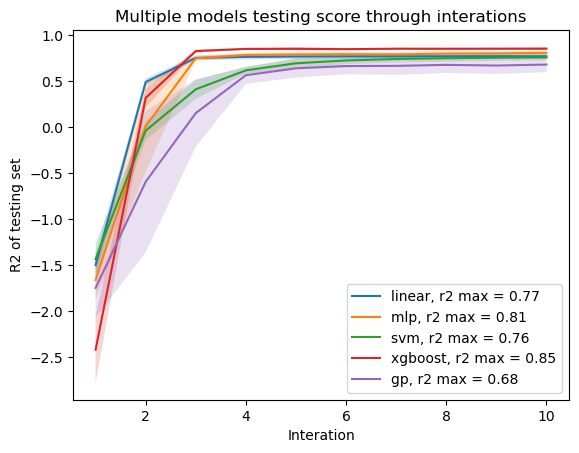 Multiple models testing score through interations
R2 of testing set
1.0
0.5
0.0
−0.5
−1.0
−1.5
−2.0
−2.5
linear, r2 max = 0.77
mlp, r2 max = 0.81
svm, r2 max = 0.76
xgboost, r2 max = 0.85
gp, r2 max = 0.68
2 4 6 8 10
Interation